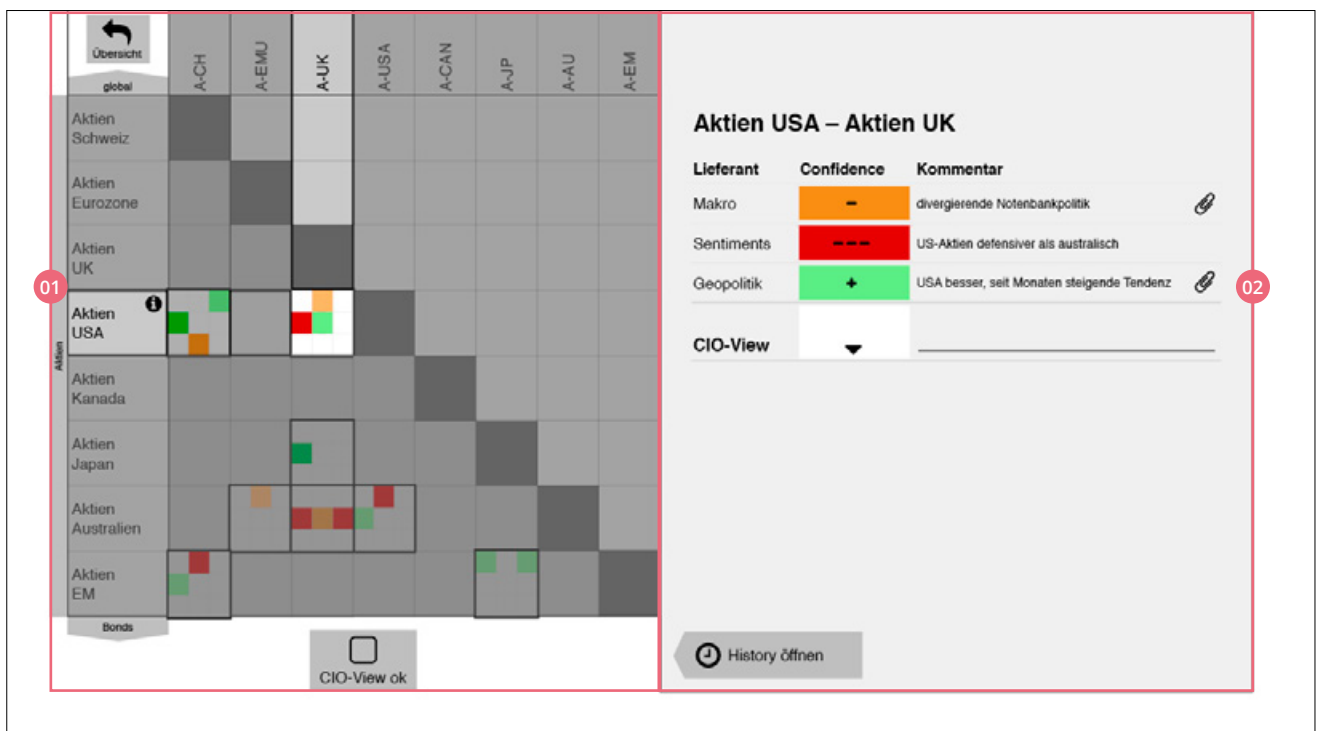 Übersicht
global
A-CH
A-EMU
A-UK
A-USA
A-CAN
A-JP
A-AU
A-EM
Aktien
Aktien
Schweiz
Aktien
Eurozone
Aktien
UK
Aktien
USA
Aktien
Kanada
Aktien
Japan
Aktien
Australien
Aktien
EM
Bonds
CIO-View ok
01
Aktien USA – Aktien UK
Lieferant Confidence Kommentar
Makro - divergierende Notenbankpolitik
Sentiments --- US-Aktien defensiver als australisch
Geopolitik + USA besser, seit Monaten steigende Tendenz
CIO-View
History öffnen
02